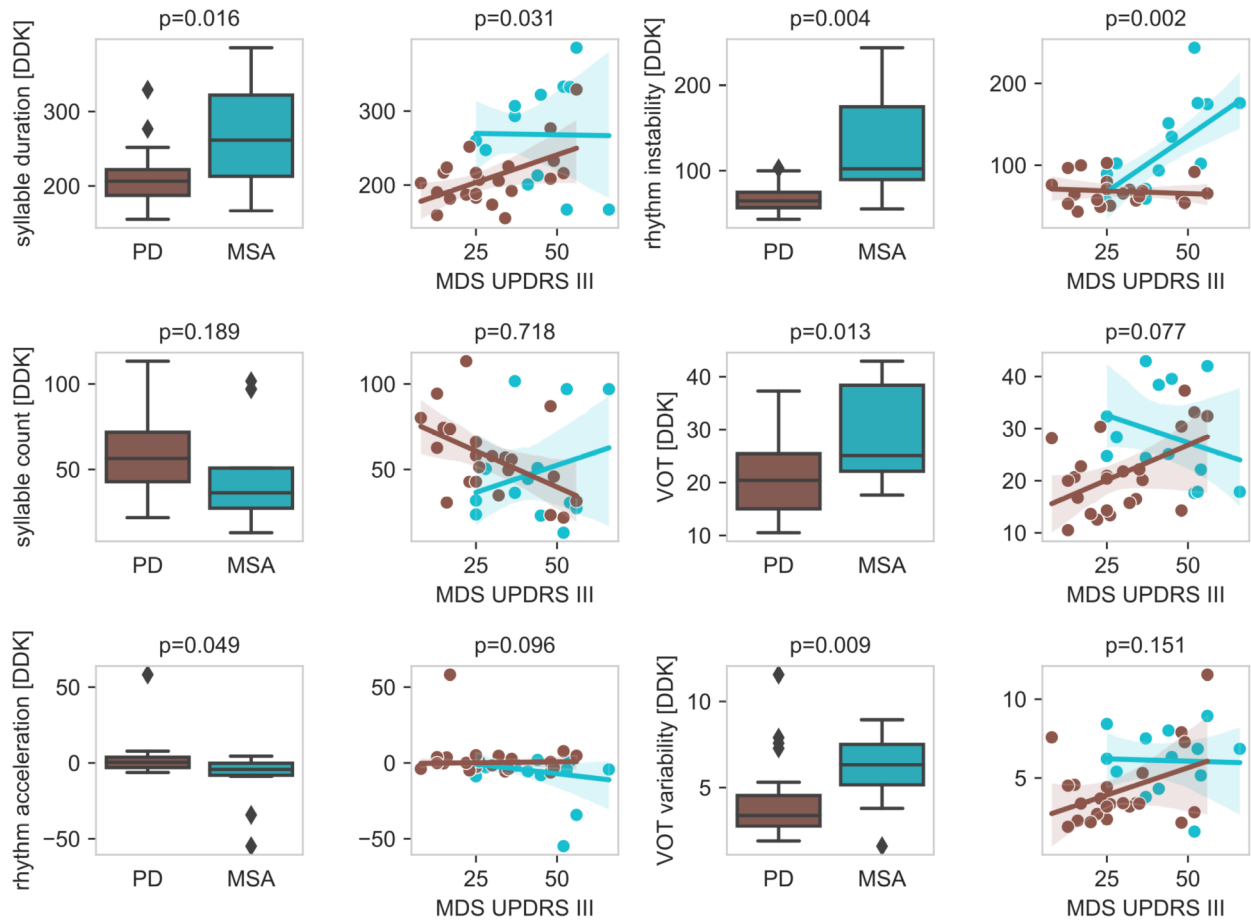 p=0.016
p=0.031
p=0.004
p=0.002
syllable duration [DDK]
300
200
PD
MSA
300
200
25
50
MDS UPDRS III
rhythm instability [DDK]
200
100
PD
MSA
200
100
25
50
MDS UPDRS III
p=0.189
p=0.718
p=0.013
p=0.077
syllable count [DDK]
100
50
PD
MSA
100
50
25
50
MDS UPDRS III
VOT [DDK]
40
30
20
10
PD
MSA
40
30
20
10
25
50
MDS UPDRS III
p=0.049
p=0.096
p=0.009
p=0.151
rhythm acceleration [DDK]
50
0
−50
PD
MSA
50
0
−50
25
50
MDS UPDRS III
VOT variability [DDK]
10
5
PD
MSA
10
5
25
50
MDS UPDRS III